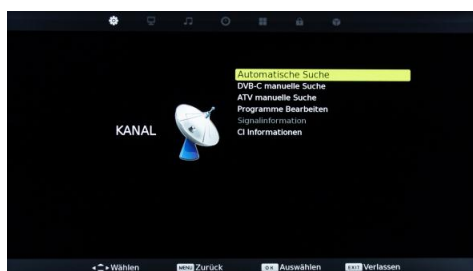 Automatische Suche
DVB-C manuelle Suche
ATV manuelle Suche
Programme Bearbeiten
Signalinformation
CI Informationen
KANAL
Wählen MENU Zurück OK Auswählen EXIT Verlassen